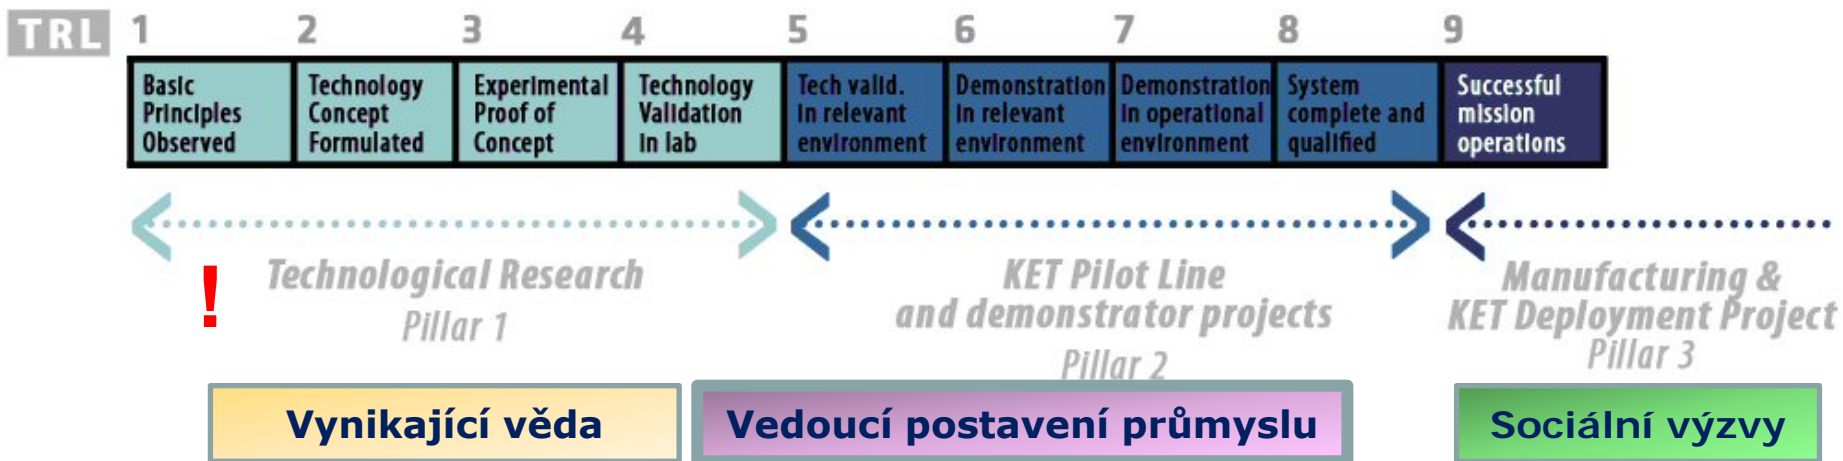 TRL 1 2 3 4 5 6 7 8 9
Basic
Principles
Observed
Technology
Concept
Formulated
Experimental
Proof of
Concept
Technology
Validation
in lab
Tech valid.
in relevant
environment
Demonstration
in relevant
environment
Demonstration
in operational
environment
System
complete and
qualified
Successful
mission
operations
!
Technological Research
Pillar 1
KET Pilot Line
and demonstrator projects
Pillar 2
Manufacturing &
KET Deployment Project
Pillar 3
Vynikající věda
Vedoucí postavení průmyslu
Sociální výzvy